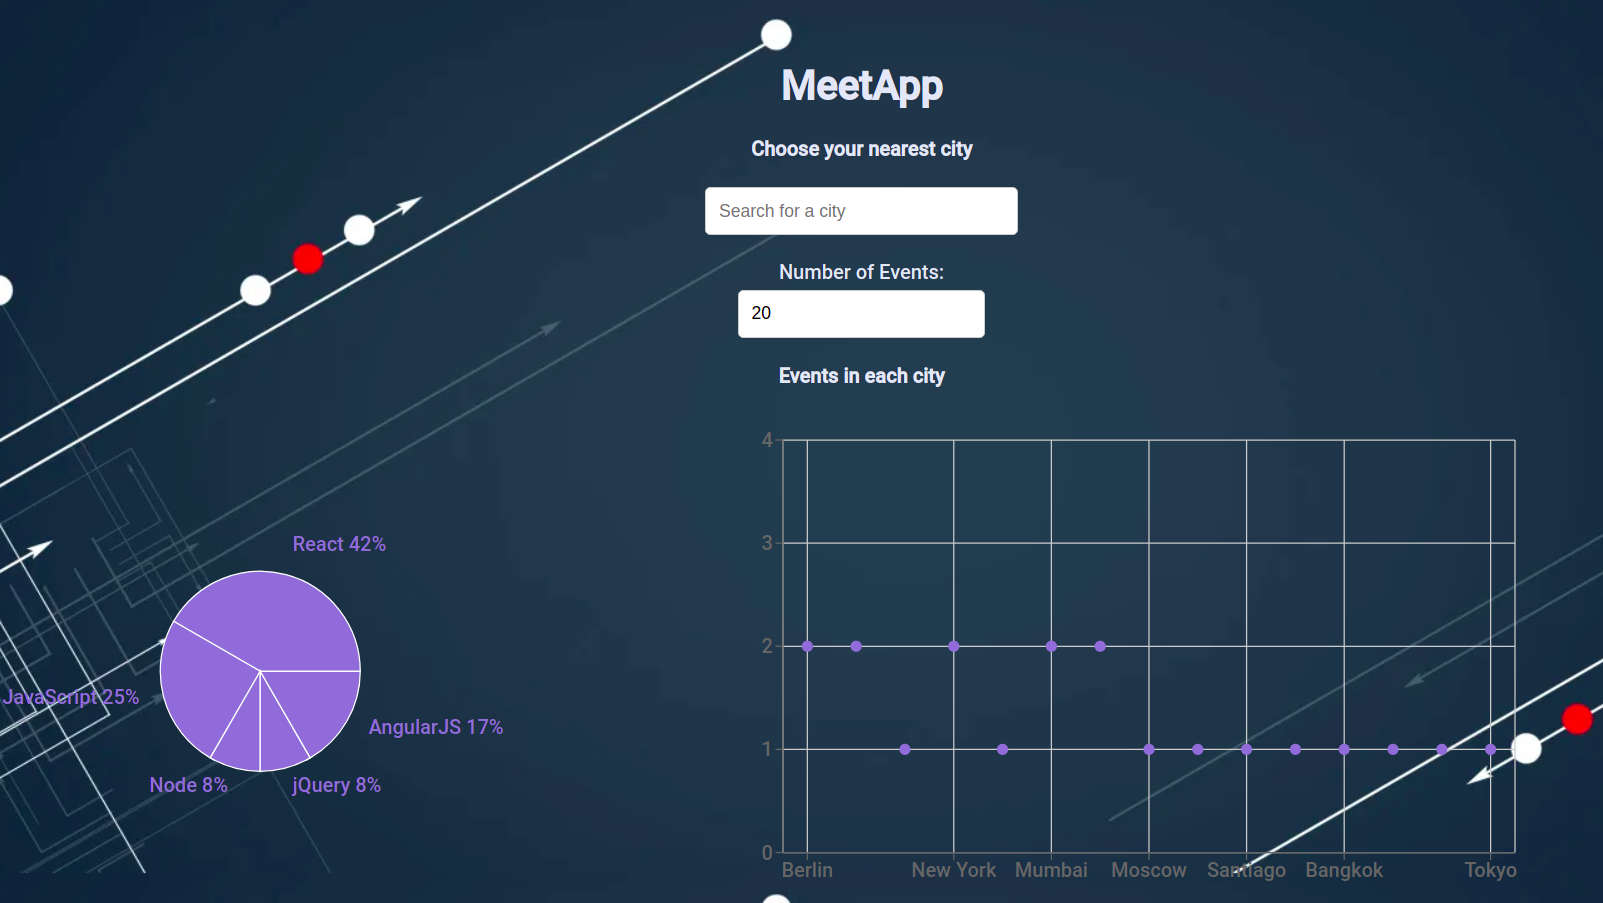 MeetApp
Choose your nearest city
Search for a city
Number of Events:
20
Events in each city
React 42%
JavaScript 25%
AngularJS 17%
Node 8%
jQuery 8%
4
3
2
1
0
Berlin New York Mumbai Moscow Santiago Bangkok Tokyo